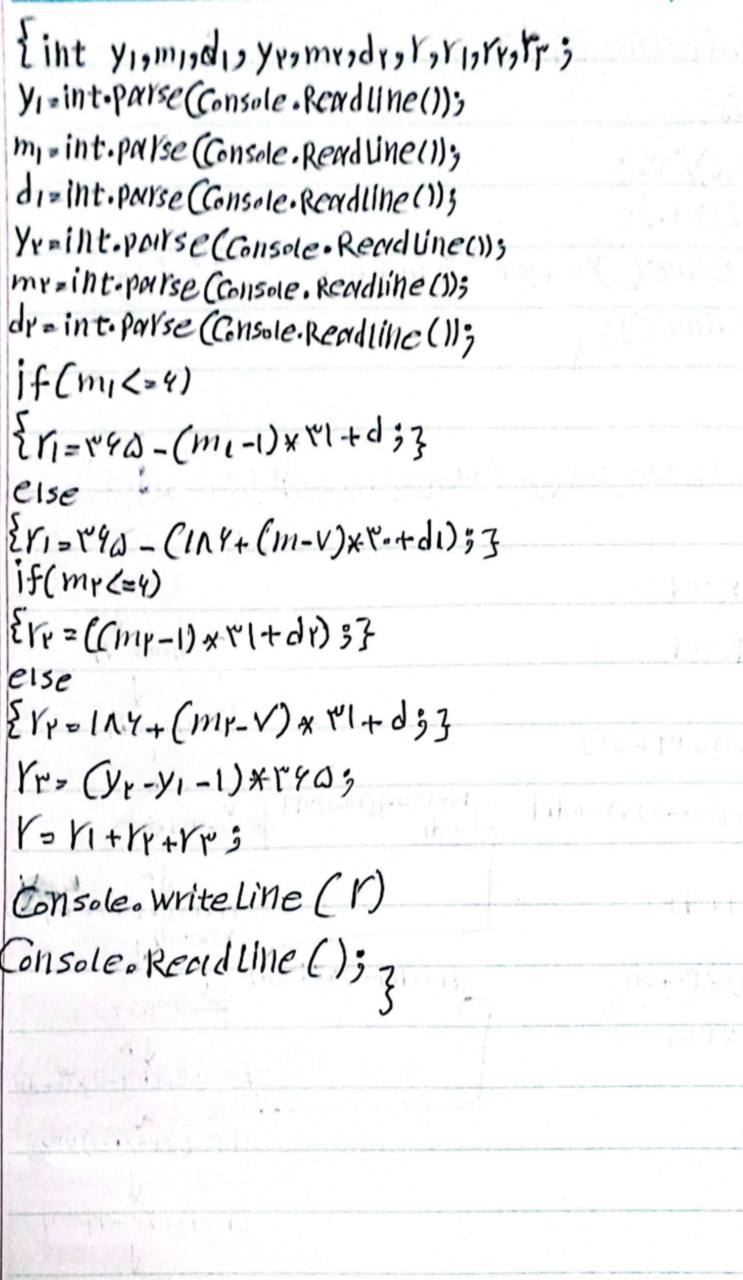 {int y۱,m۱,d۱,y۲,m۲,d۲,r,r۱,r۲,r۳;
y۱=int.parse(Console.Readline());
m۱=int.parse(Console.ReadLine());
d۱=int.parse(Console.Readline());
y۲=int.parse(Console.ReadLine());
m۲=int.parse(Console.Readline());
d۲=int.parse(Console.Readline());
if(m۱<=۶)
{r۱=۳۶۵-(m۱-۱)*۳۱+d;}
else
{r۱=۳۶۵-(۱۸۶+(m-۷)*۳۰+d۱);}
if(m۲<=۶)
{r۲=((m۲-۱)*۳۱+d۲);}
else
{r۲=۱۸۶+(m۲-۷)*۳۱+d;}
r۳=(y۲-y۱-۱)*۳۶۵;
r=r۱+r۲+r۳;
Console.writeLine(r)
Console.ReadLine();}